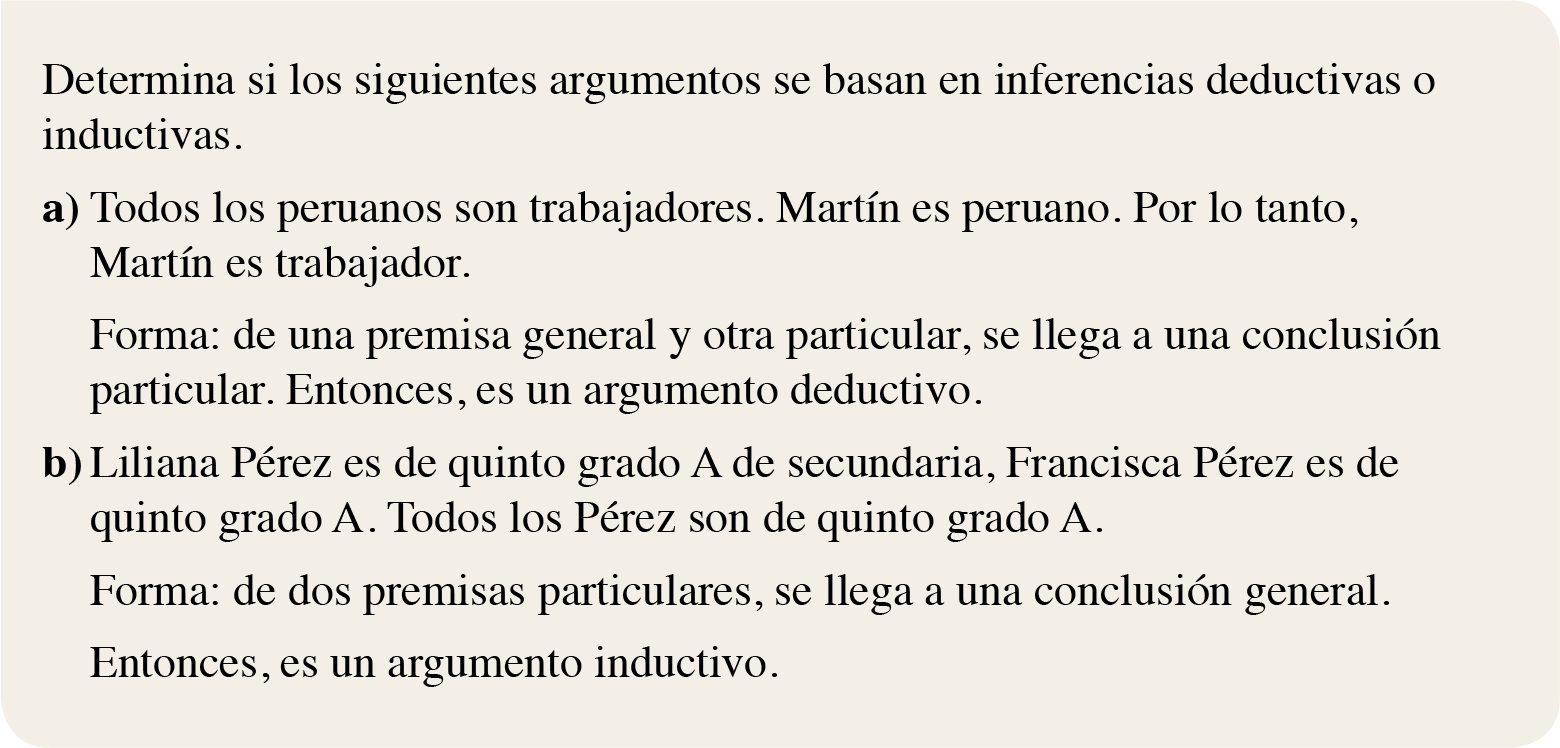 Determina si los siguientes argumentos se basan en inferencias deductivas o
inductivas.
a) Todos los peruanos son trabajadores. Martín es peruano. Por lo tanto,
Martín es trabajador.
Forma: de una premisa general y otra particular, se llega a una conclusión
particular. Entonces, es un argumento deductivo.
b) Liliana Pérez es de quinto grado A de secundaria, Francisca Pérez es de
quinto grado A. Todos los Pérez son de quinto grado A.
Forma: de dos premisas particulares, se llega a una conclusión general.
Entonces, es un argumento inductivo.